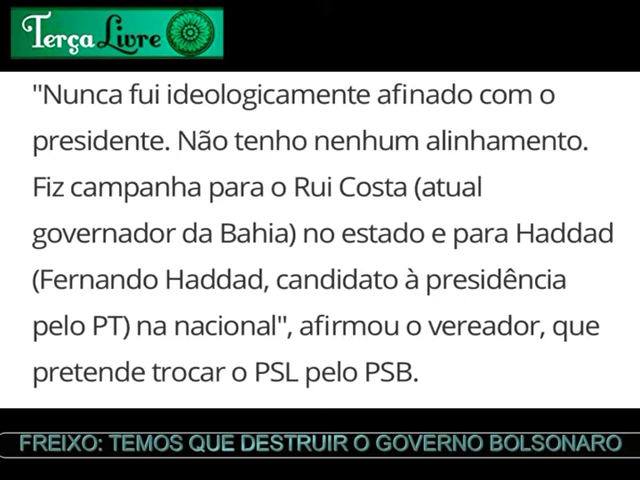 Terça Livre
"Nunca fui ideologicamente afinado com o
presidente. Não tenho nenhum alinhamento.
Fiz campanha para o Rui Costa (atual
governador da Bahia) no estado e para Haddad
(Fernando Haddad, candidato à presidência
pelo PT) na nacional", afirmou o vereador, que
pretende trocar o PSL pelo PSB.
FREIXO: TEMOS QUE DESTRUIR O GOVERNO BOLSONARO